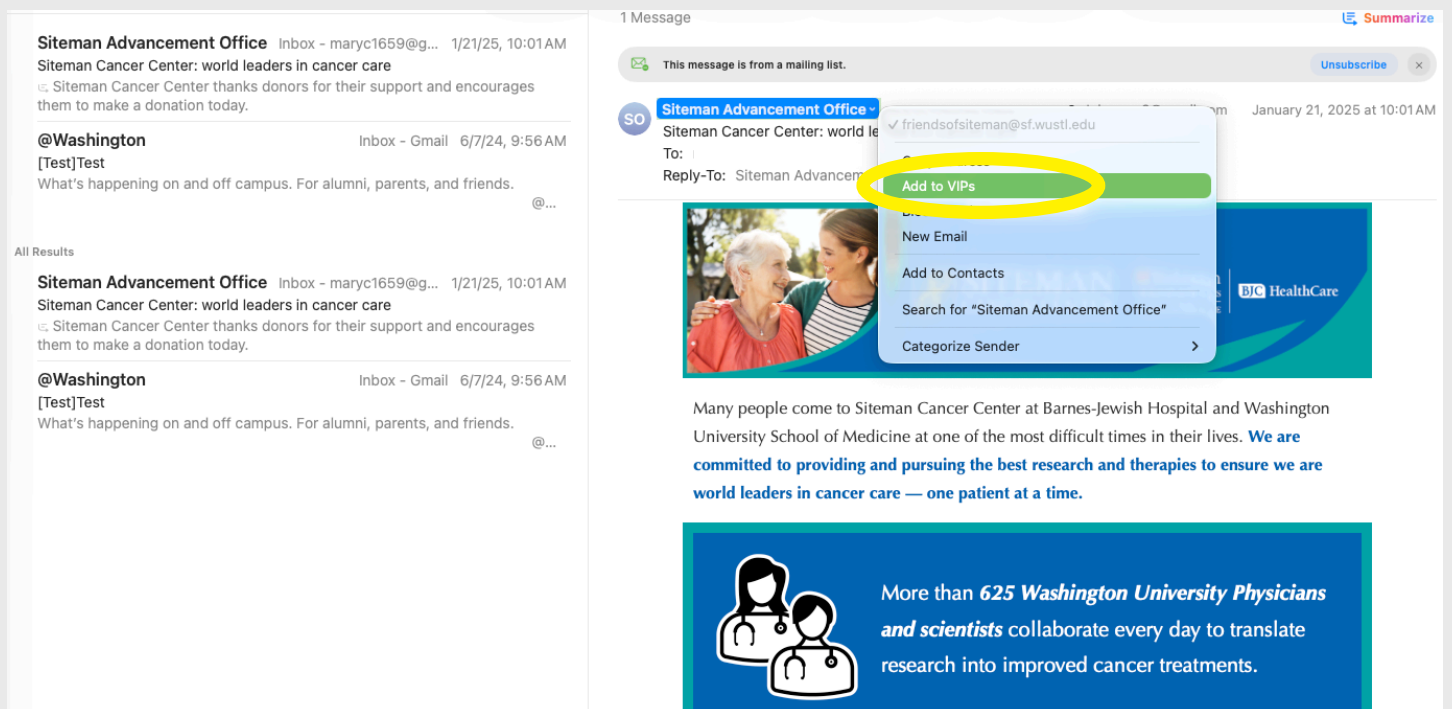 Siteman Advancement Office Inbox - maryc1659@g... 1/21/25, 10:01 AM
Siteman Cancer Center: world leaders in cancer care
Siteman Cancer Center thanks donors for their support and encourages
them to make a donation today.
@Washington Inbox - Gmail 6/7/24, 9:56 AM
[Test]Test
What's happening on and off campus. For alumni, parents, and friends.
@...
All Results
Siteman Advancement Office Inbox - maryc1659@g... 1/21/25, 10:01 AM
Siteman Cancer Center: world leaders in cancer care
Siteman Cancer Center thanks donors for their support and encourages
them to make a donation today.
@Washington Inbox - Gmail 6/7/24, 9:56 AM
[Test]Test
What's happening on and off campus. For alumni, parents, and friends.
@...
1 Message
Summarize
This message is from a mailing list.
Unsubscribe
SO
Siteman Advancement Office
January 21, 2025 at 10:01 AM
Siteman Cancer Center: world le
To:
Reply-To: Siteman Advancem
friendsofsiteman@sf.wustl.edu
Add to VIPs
New Email
Add to Contacts
Search for “Siteman Advancement Office”
Categorize Sender
SITEMAN
BJC HealthCare
Many people come to Siteman Cancer Center at Barnes-Jewish Hospital and Washington
University School of Medicine at one of the most difficult times in their lives. We are
committed to providing and pursuing the best research and therapies to ensure we are
world leaders in cancer care — one patient at a time.
More than 625 Washington University Physicians
and scientists collaborate every day to translate
research into improved cancer treatments.